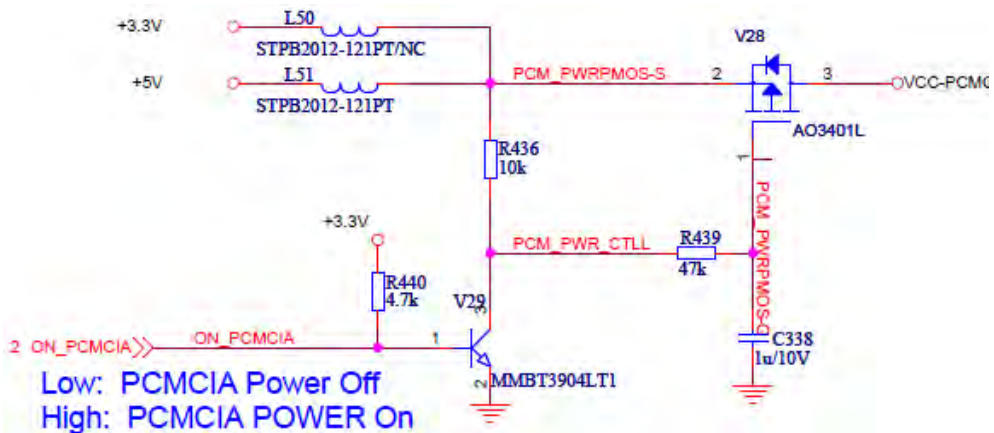 L50
+3.3V
STPB2012-121PT/NC
V28
L51
PCM_PWRPMOS-S
2
3
+5V
VCC-PCMC
STPB2012-121PT
AO3401L
R436
10k
1
+3.3V
PCM_PWRPMOS-G
PCM_PWR_CTLL
R439
47k
R440
4.7k
V29
3
2 ON_PCMCIA
ON_PCMCIA
1
C338
1u/10V
MMBT3904LT1
2
Low: PCMCIA Power Off
High: PCMCIA POWER On